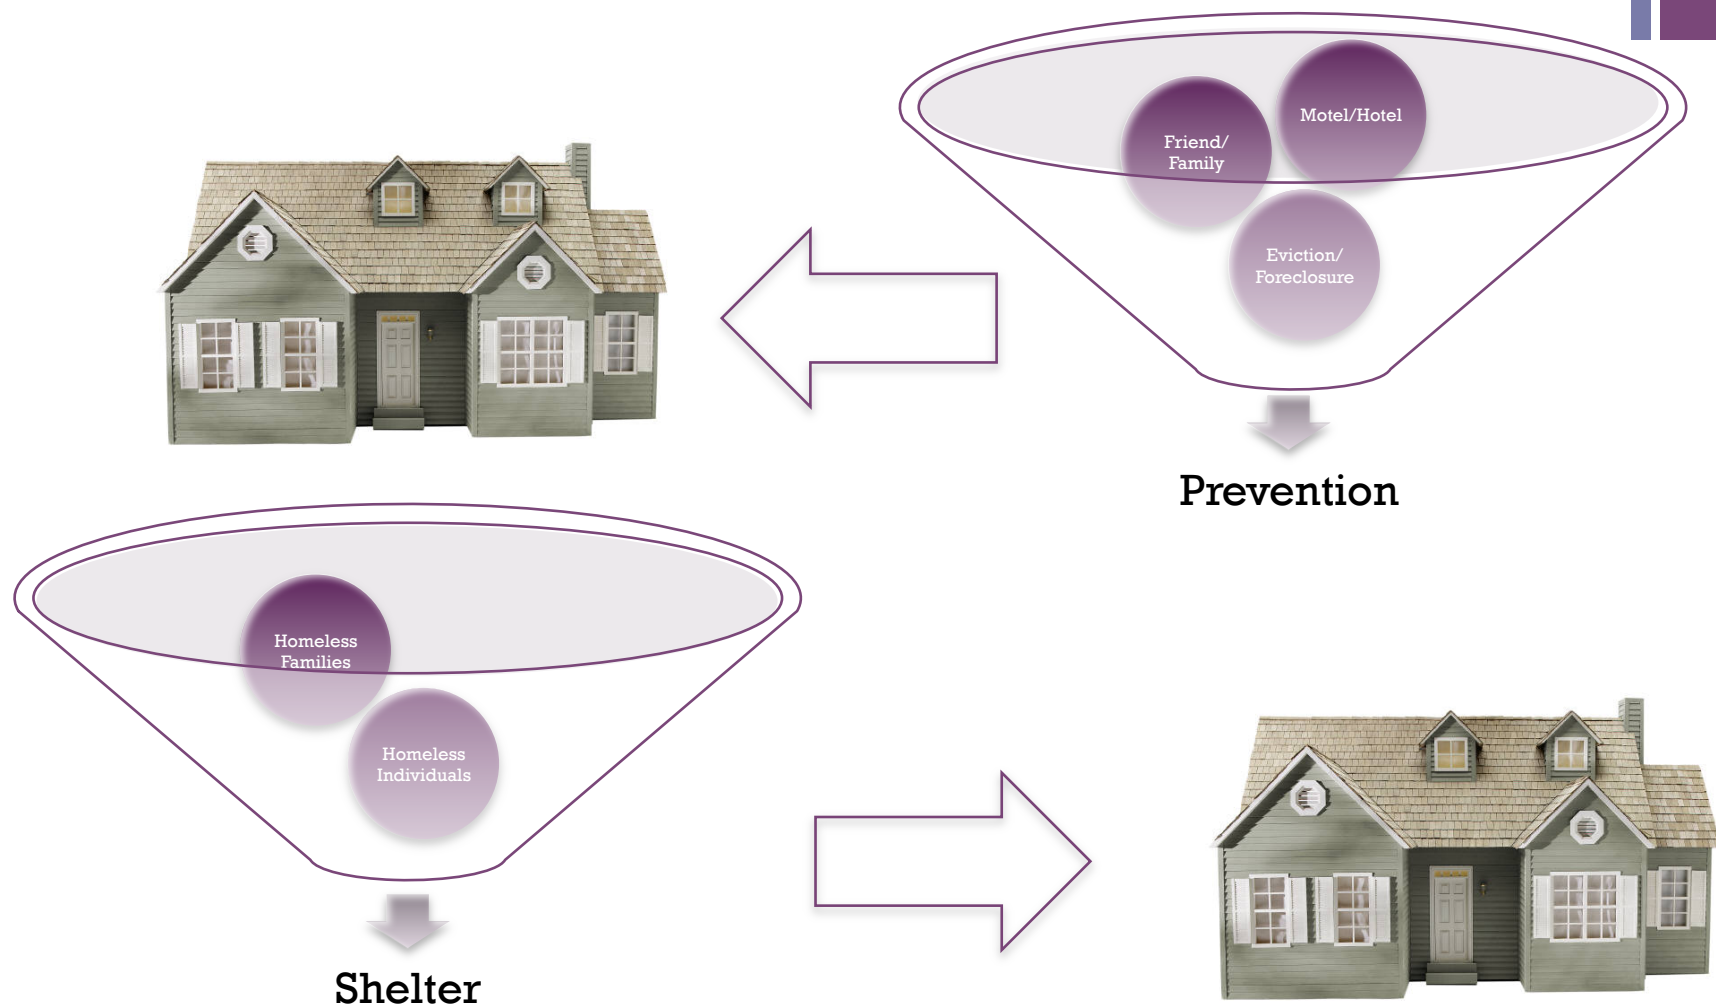 Motel/Hotel
Friend/
Family
Eviction/
Foreclosure
Prevention
Homeless
Families
Homeless
Individuals
Shelter